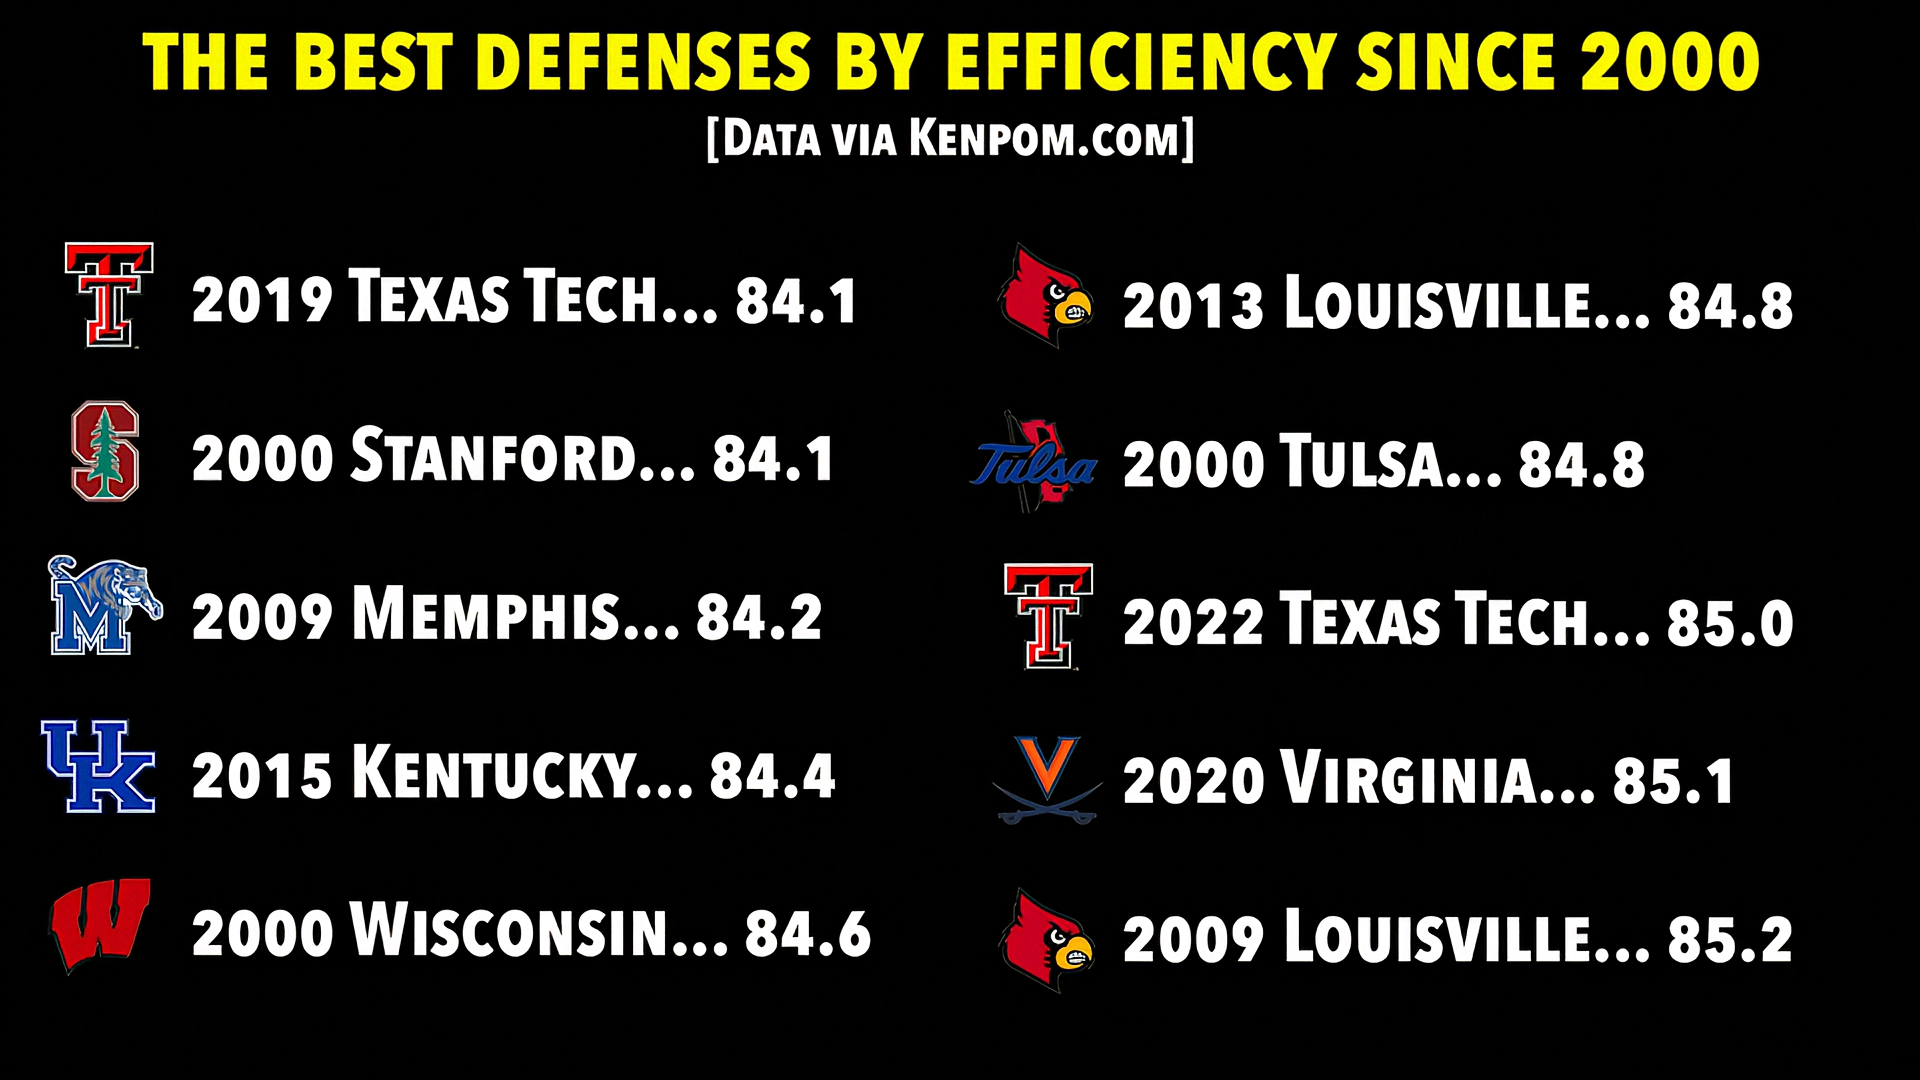 THE BEST DEFENSES BY EFFICIENCY SINCE 2000
[DATA VIA KENPOM.COM]
2019 TEXAS TECH... 84.1
2000 STANFORD... 84.1
2009 MEMPHIS... 84.2
2015 KENTUCKY... 84.4
2000 WISCONSIN... 84.6
2013 LOUISVILLE... 84.8
Tulsa
2000 TULSA... 84.8
2022 TEXAS TECH... 85.0
2020 VIRGINIA... 85.1
2009 LOUISVILLE... 85.2